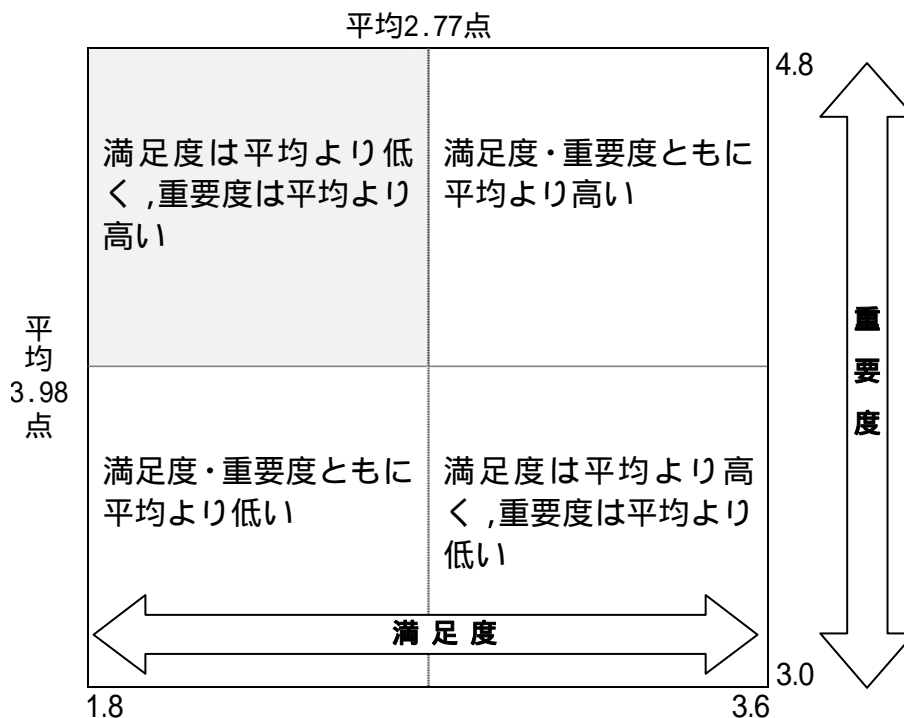 平均2.77点
4.8
満足度は平均より低
く,重要度は平均より
高い
満足度・重要度ともに
平均より高い
平均
3.98
点
重要度
満足度・重要度ともに
平均より低い
満足度は平均より高
く,重要度は平均より
低い
満足度
3.0
1.8
3.6